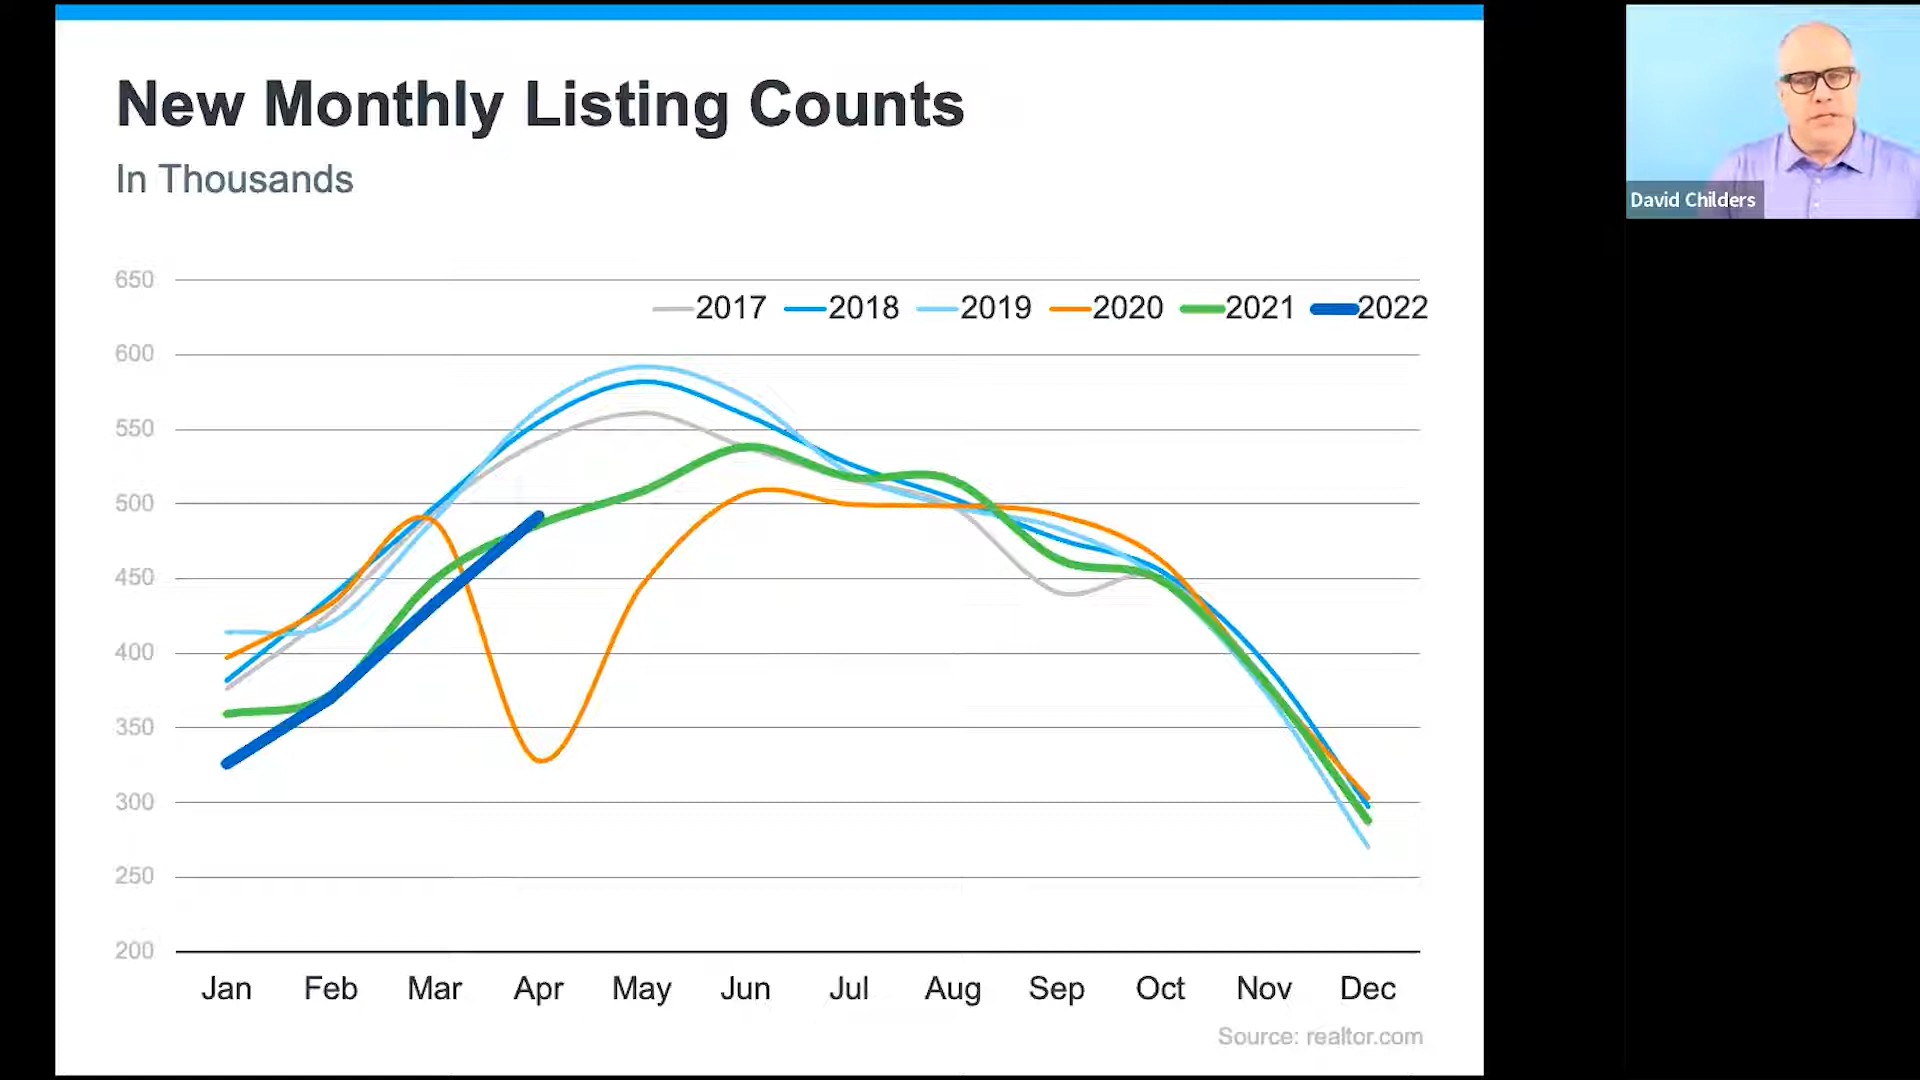 New Monthly Listing Counts
In Thousands
David Childers
2017 2018 2019 2020 2021 2022
650
600
550
500
450
400
350
300
250
200
Jan Feb Mar Apr May Jun Jul Aug Sep Oct Nov Dec
Source: realtor.com